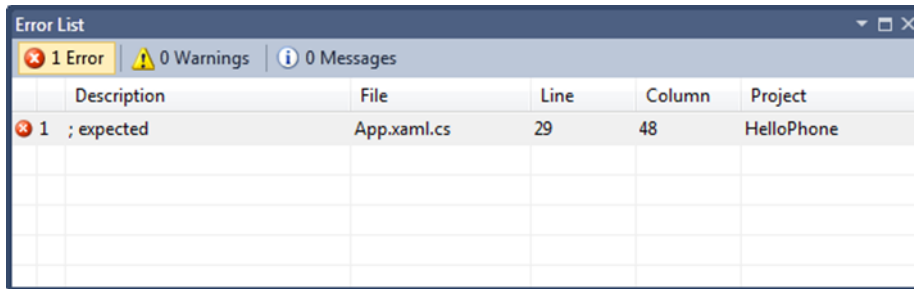 Error List
1 Error 0 Warnings 0 Messages
Description File Line Column Project
1 ; expected App.xaml.cs 29 48 HelloPhone